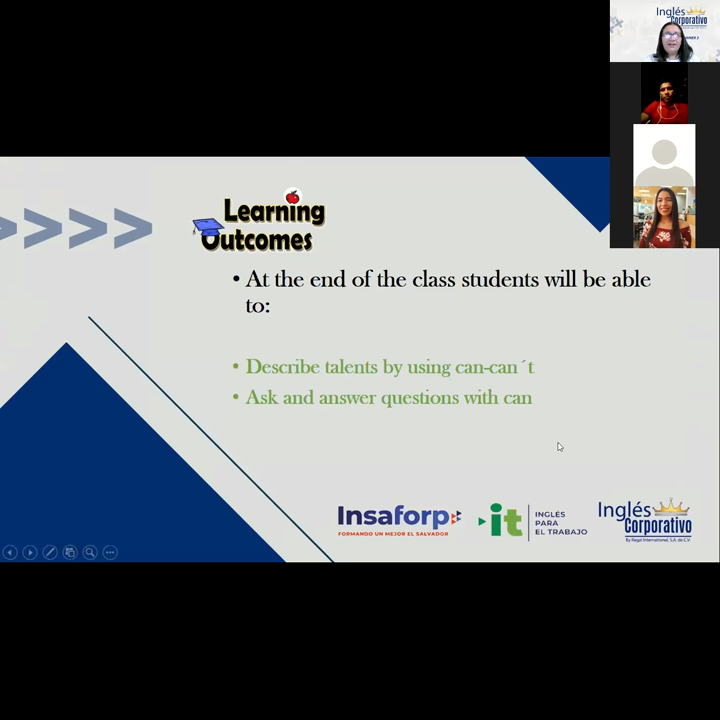 Inglés
Corporativo
Learning
Outcomes
• At the end of the class students will be able
to:
• Describe talents by using can-can´t
• Ask and answer questions with can
Insaforp
FORMANDO UN MEJOR EL SALVADOR
it
INGLÉS
PARA
EL TRABAJO
Inglés
Corporativo
By Regal International, S.A. de C.V.